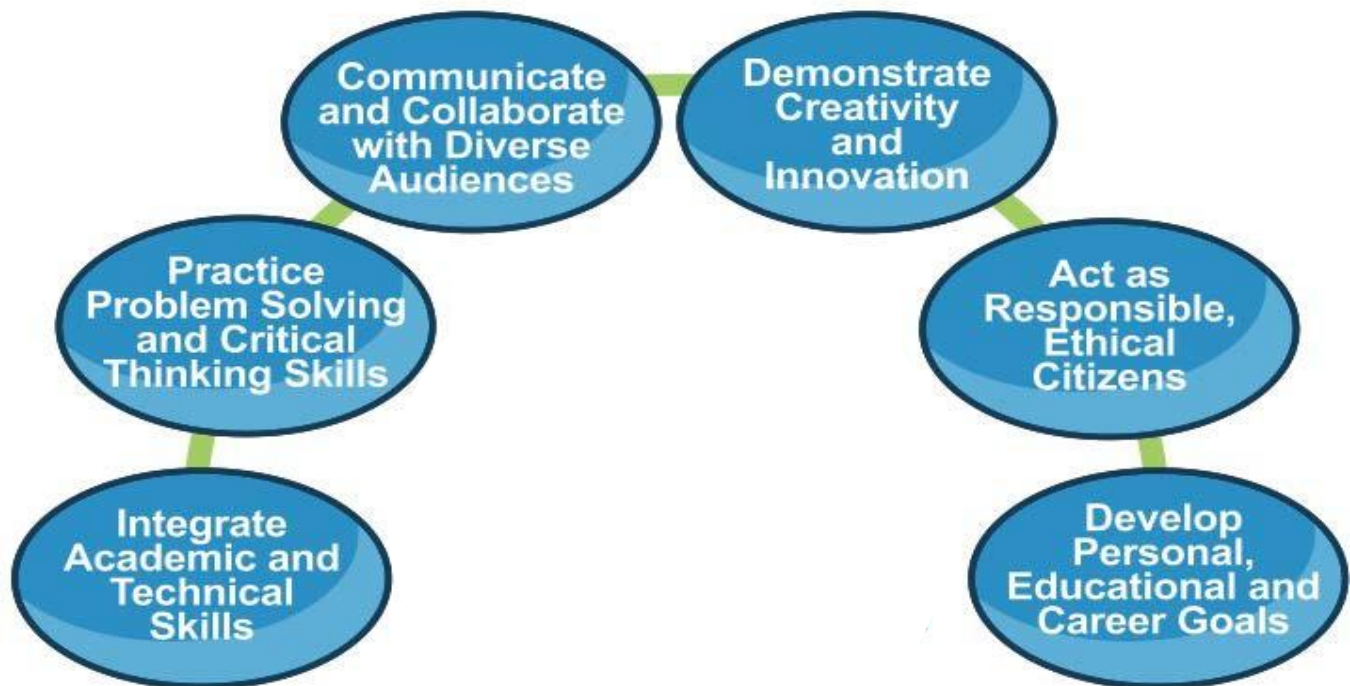 Communicate
and Collaborate
with Diverse
Audiences
Demonstrate
Creativity
and
Innovation
Practice
Problem Solving
and Critical
Thinking Skills
Act as
Responsible,
Ethical
Citizens
Integrate
Academic and
Technical
Skills
Develop
Personal,
Educational and
Career Goals